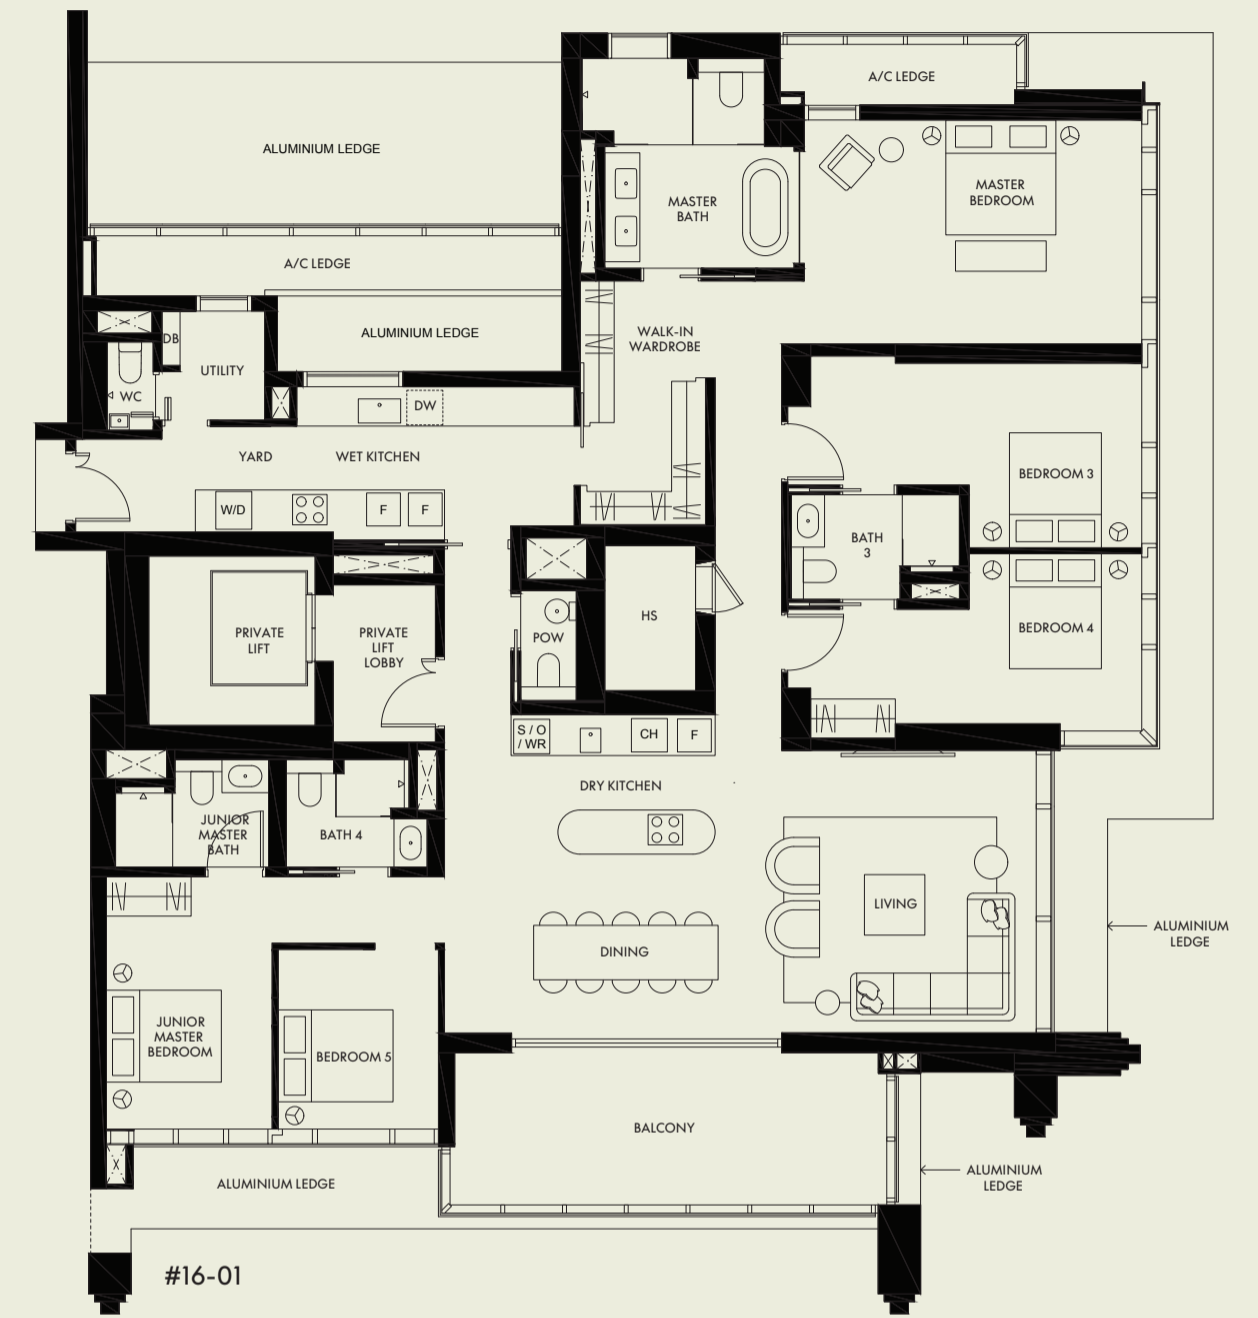 A/C LEDGE
ALUMINIUM LEDGE
MASTER
BEDROOM
MASTER
BATH
A/C LEDGE
ALUMINIUM LEDGE
WALK-IN
WARDROBE
DB
UTILITY
WC
DW
YARD
WET KITCHEN
BEDROOM 3
W/D
F
F
BATH
3
HS
POW
PRIVATE
LIFT
PRIVATE
LIFT
LOBBY
BEDROOM 4
S / O
/ WR
CH
F
DRY KITCHEN
JUNIOR
MASTER
BATH
BATH 4
LIVING
ALUMINIUM
LEDGE
DINING
JUNIOR
MASTER
BEDROOM
BEDROOM 5
BALCONY
ALUMINIUM
LEDGE
ALUMINIUM LEDGE
#16-01